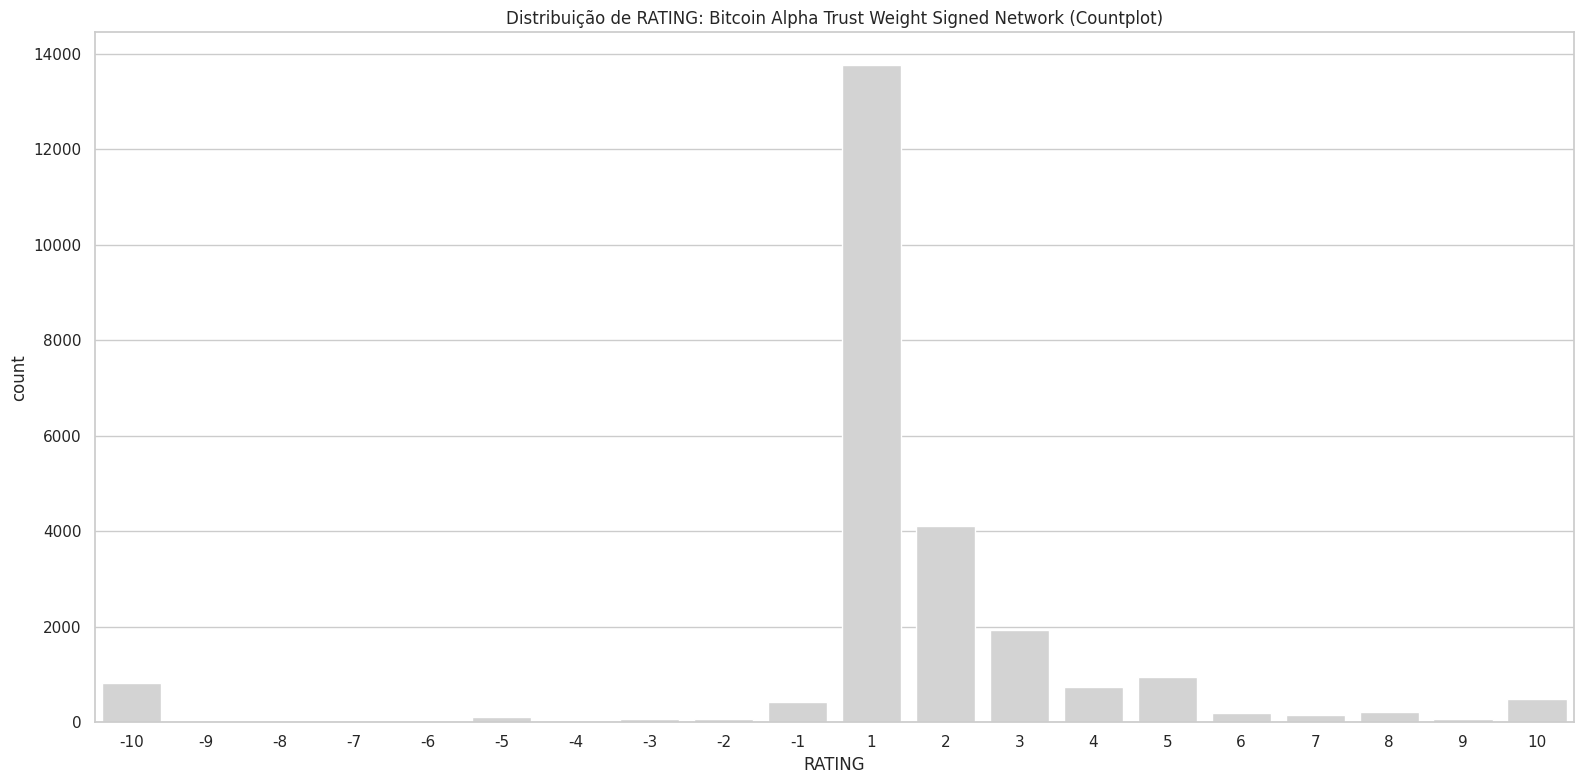 Distribuição de RATING: Bitcoin Alpha Trust Weight Signed Network (Countplot)
14000
12000
10000
8000
6000
4000
2000
0
count
-10 -9 -8 -7 -6 -5 -4 -3 -2 -1 1 2 3 4 5 6 7 8 9 10
RATING